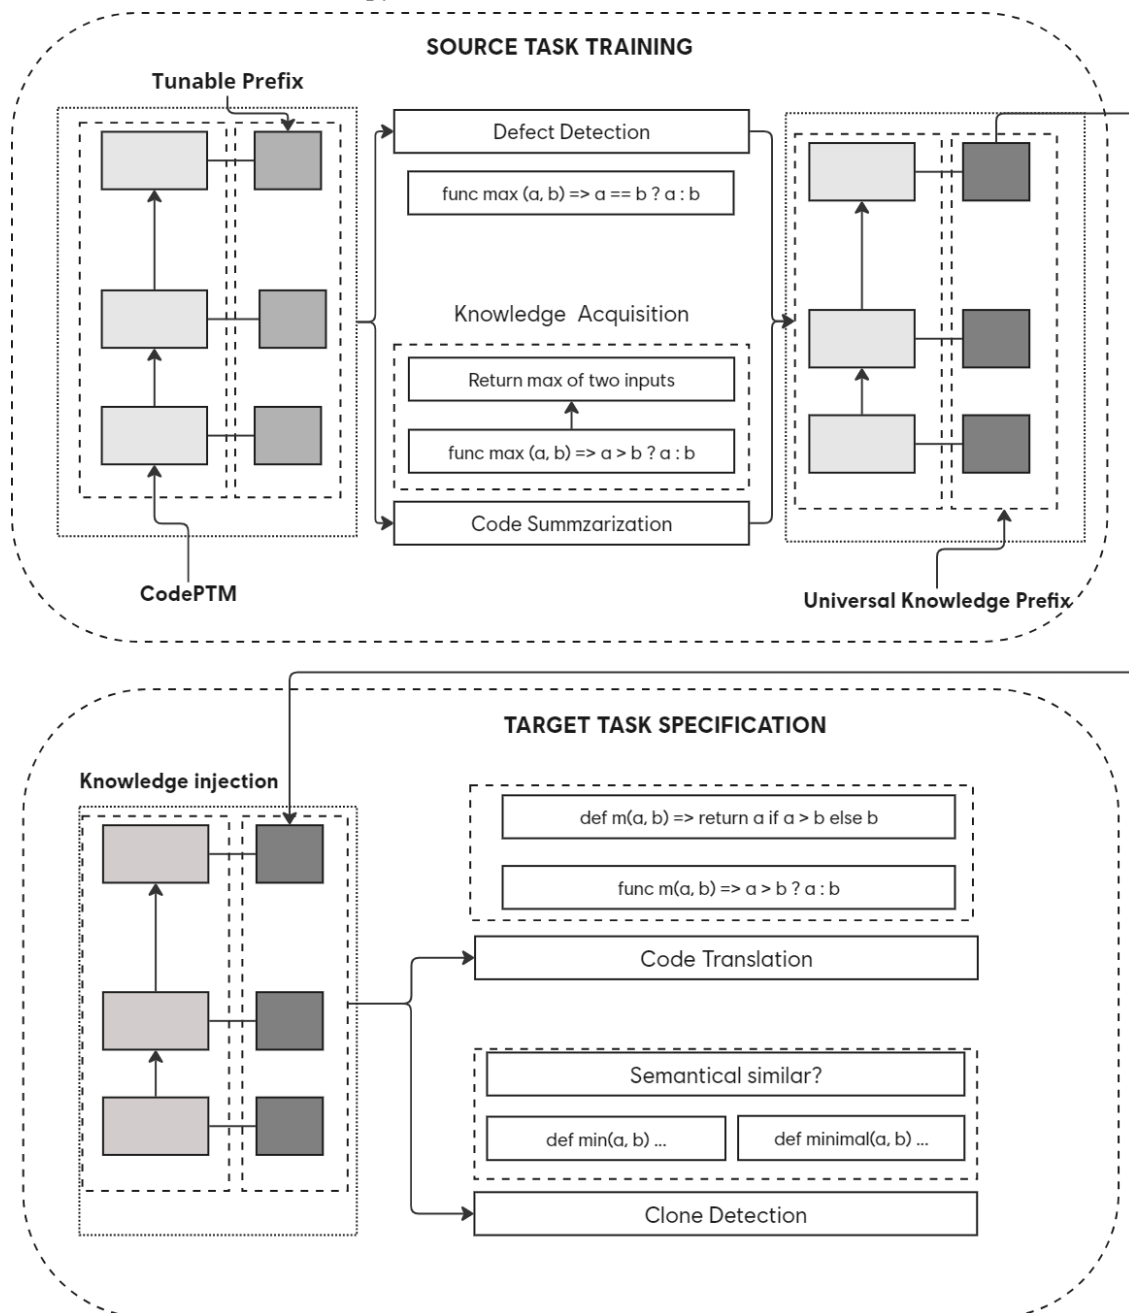 SOURCE TASK TRAINING
Tunable Prefix
Defect Detection
func max (a, b) => a == b ? a : b
Knowledge Acquisition
Return max of two inputs
func max (a, b) => a > b ? a : b
Code Summzarization
CodePTM
Universal Knowledge Prefix
TARGET TASK SPECIFICATION
Knowledge injection
def m(a, b) => return a if a > b else b
func m(a, b) => a > b ? a : b
Code Translation
Semantical similar?
def min(a, b) ...
def minimal(a, b) ...
Clone Detection